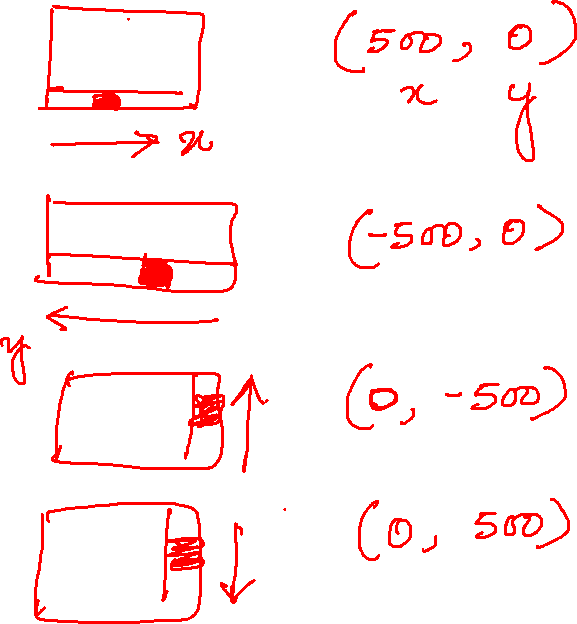 (500, 0)
x y
x
(-500, 0)
y
(0, -500)
(0, 500)